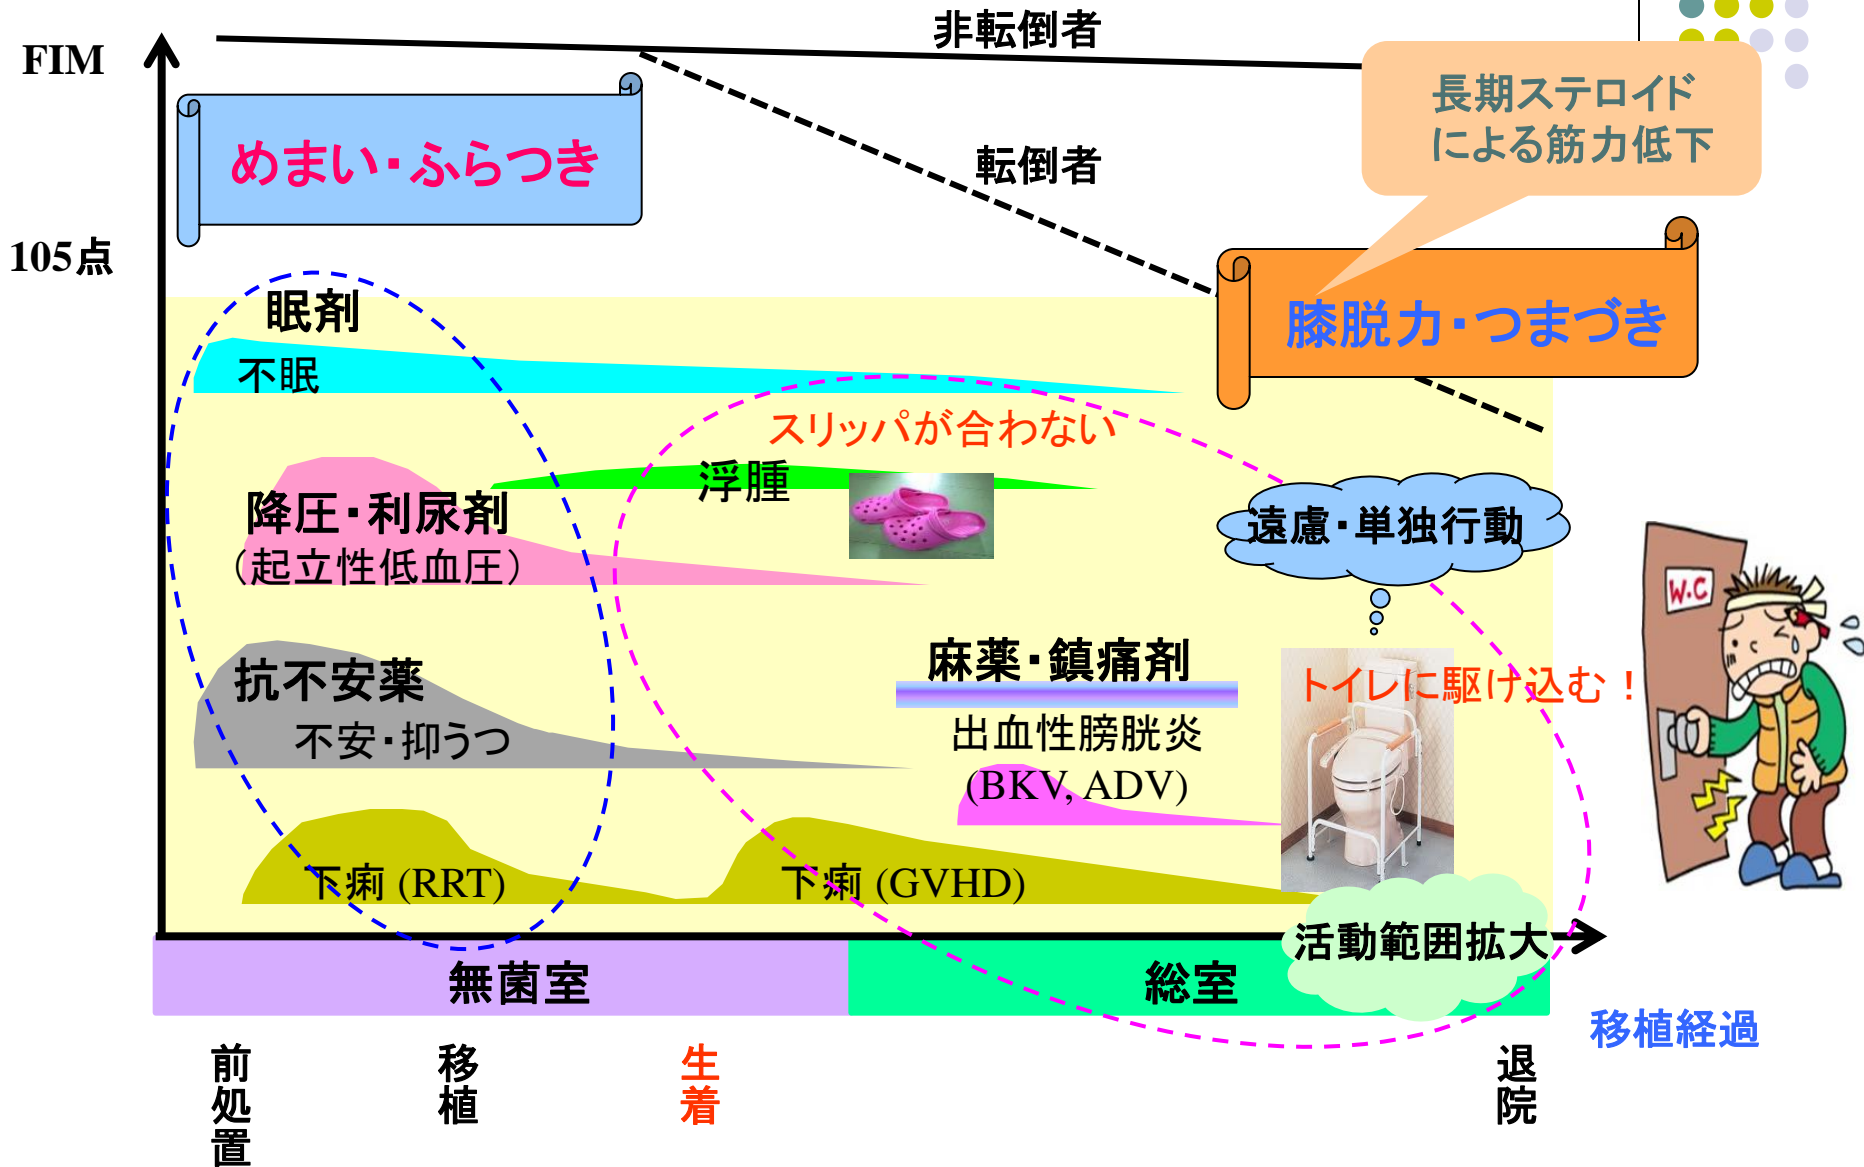 非転倒者
FIM
長期ステロイド
による筋力低下
めまい・ふらつき
転倒者
105点
眠剤
膝脱力・つまづき
不眠
スリッパが合わない
浮腫
降圧・利尿剤
(起立性低血圧)
遠慮・単独行動
W.C
麻薬・鎮痛剤
抗不安薬
トイレに駆け込む！
不安・抑うつ
出血性膀胱炎
(BKV, ADV)
下痢 (RRT)
下痢 (GVHD)
活動範囲拡大
無菌室
総室
移植経過
前処置
移植
生着
退院